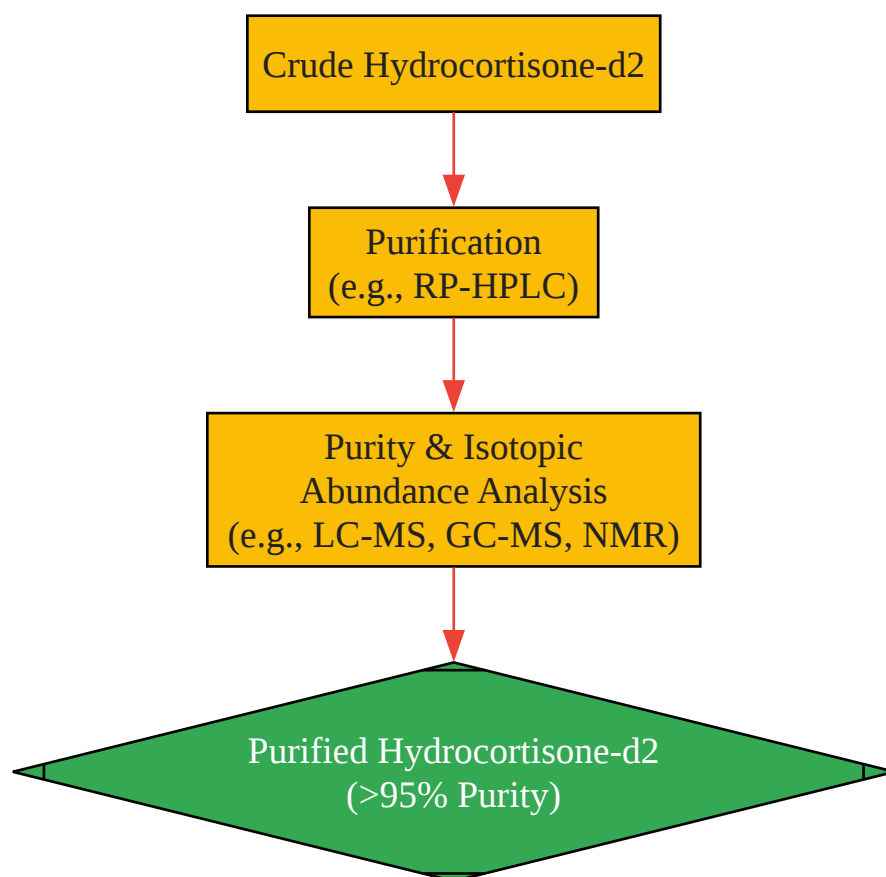 Crude Hydrocortisone-d2
Purification
(e.g., RP-HPLC)
Purity & Isotopic
Abundance Analysis
(e.g., LC-MS, GC-MS, NMR)
Purified Hydrocortisone-d2
(>95% Purity)